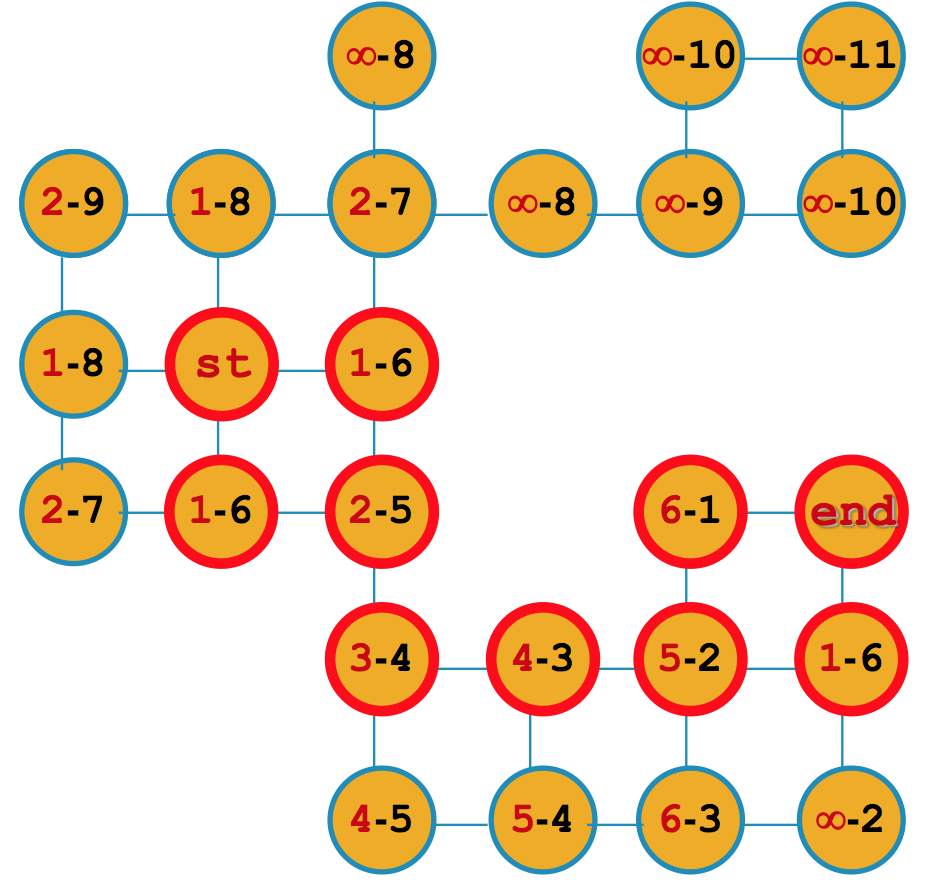 ∞-8 ∞-10 ∞-11
2-9 1-8 2-7 ∞-8 ∞-9 ∞-10
1-8 st 1-6
2-7 1-6 2-5 6-1 end
3-4 4-3 5-2 1-6
4-5 5-4 6-3 ∞-2